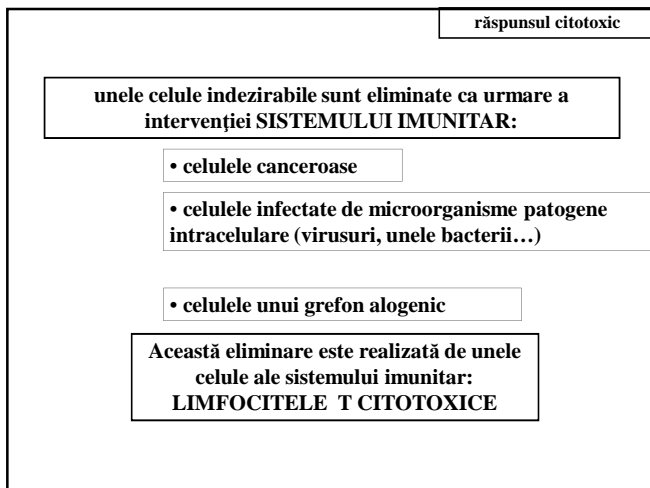 răspunsul citotoxic
unele celule indezirabile sunt eliminate ca urmare a
intervenţiei SISTEMULUI IMUNITAR:
• celulele canceroase
• celulele infectate de microorganisme patogene
intracelulare (virusuri, unele bacterii…)
• celulele unui grefon alogenic
Această eliminare este realizată de unele
celule ale sistemului imunitar:
LIMFOCITELE T CITOTOXICE